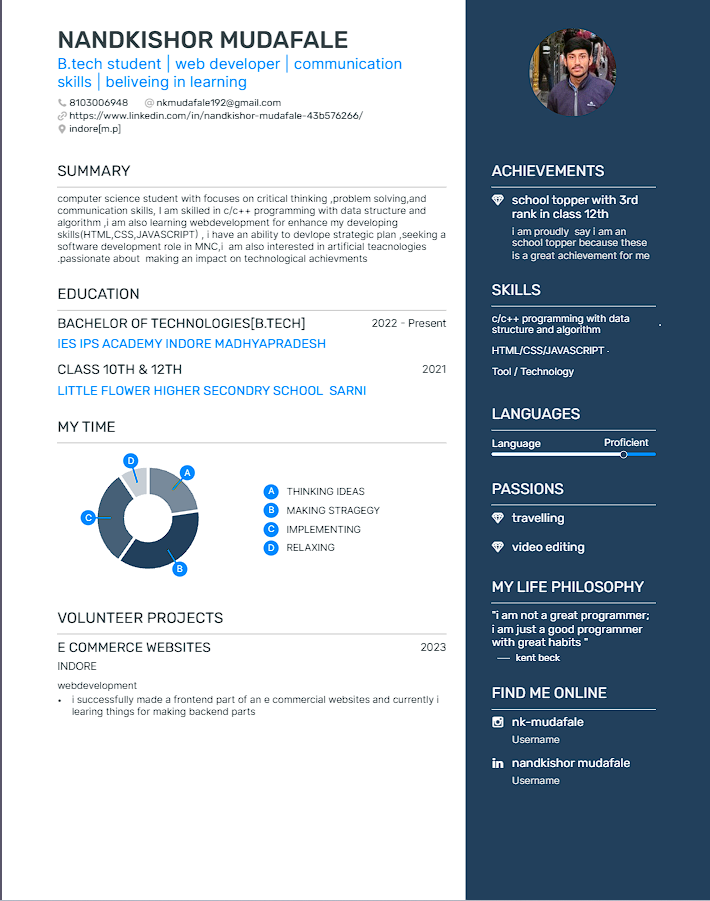 NANDKISHOR MUDAFALE
B.tech student | web developer | communication
skills | beliveing in learning
8103006948 @ nkmudafale192@gmail.com
https://www.linkedin.com/in/nandkishor-mudafale-43b576266/
indore[m.p]
SUMMARY
computer science student with focuses on critical thinking ,problem solving,and
communication skills, I am skilled in c/c++ programming with data structure and
algorithm ,i am also learning webdevelopment for enhance my developing
skills(HTML,CSS,JAVASCRIPT) , i have an ability to devlope strategic plan ,seeking a
software development role in MNC,i am also interested in artificial teacnologies
.passionate about making an impact on technological achievments
EDUCATION
BACHELOR OF TECHNOLOGIES[B.TECH] 2022 - Present
IES IPS ACADEMY INDORE MADHYAPRADESH
CLASS 10TH & 12TH 2021
LITTLE FLOWER HIGHER SECONDRY SCHOOL SARNI
MY TIME
D
A
C
B
A THINKING IDEAS
B MAKING STRAGEGY
C IMPLEMENTING
D RELAXING
VOLUNTEER PROJECTS
E COMMERCE WEBSITES 2023
INDORE
webdevelopment
• i successfully made a frontend part of an e commercial websites and currently i
learing things for making backend parts
ACHIEVEMENTS
school topper with 3rd
rank in class 12th
i am proudly say i am an
school topper because these
is a great achievement for me
SKILLS
c/c++ programming with data
structure and algorithm
HTML/CSS/JAVASCRIPT ·
Tool / Technology
LANGUAGES
Language Proficient
PASSIONS
travelling
video editing
MY LIFE PHILOSOPHY
"i am not a great programmer;
i am just a good programmer
with great habits "
— kent beck
FIND ME ONLINE
nk-mudafale
Username
in nandkishor mudafale
Username